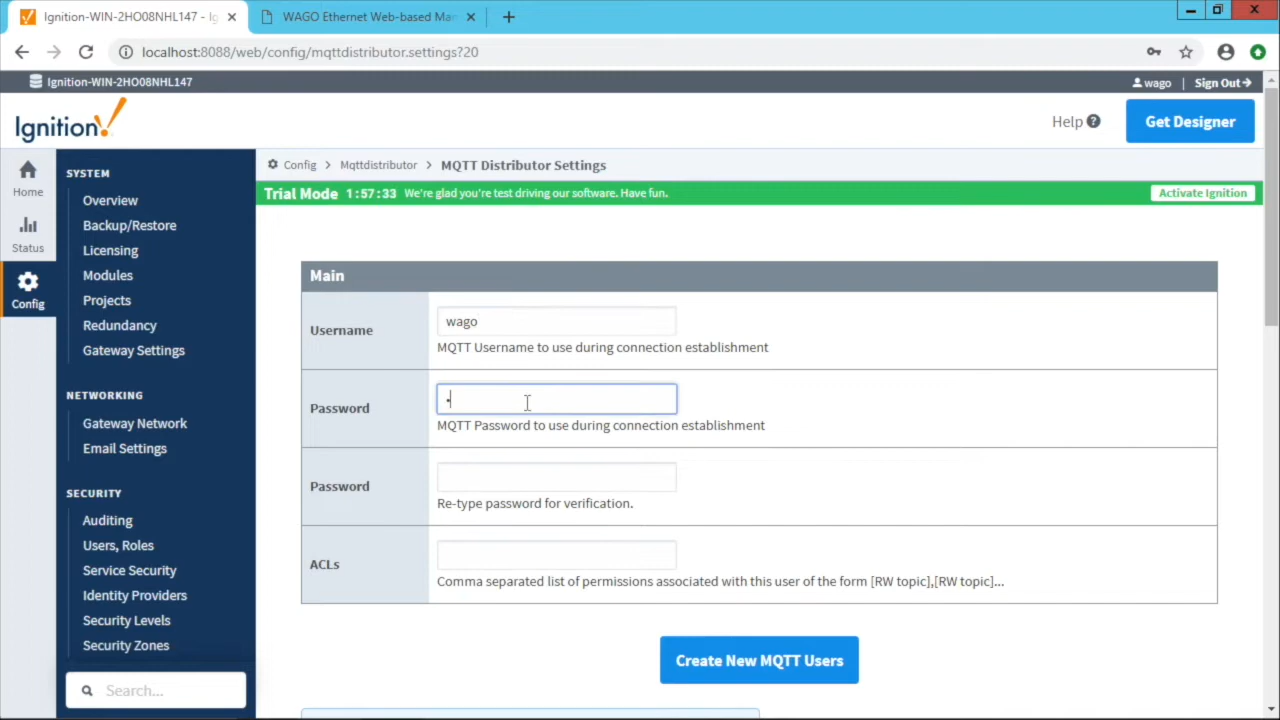 Ignition-WIN-2HO08NHL147 - Ig
WAGO Ethernet Web-based Ma
localhost:8088/web/config/mqttdistributor.settings?20
Ignition-WIN-2HO08NHL147
wago | Sign Out
Ignition!
Help
Get Designer
Home
Status
Config
SYSTEM
Overview
Backup/Restore
Licensing
Modules
Projects
Redundancy
Gateway Settings
NETWORKING
Gateway Network
Email Settings
SECURITY
Auditing
Users, Roles
Service Security
Identity Providers
Security Levels
Security Zones
Search...
Config > Mqttdistributor > MQTT Distributor Settings
Trial Mode 1:57:33 We're glad you're test driving our software. Have fun.
Activate Ignition
Main
Username
wago
MQTT Username to use during connection establishment
Password
•
MQTT Password to use during connection establishment
Password
Re-type password for verification.
ACLs
Comma separated list of permissions associated with this user of the form [RW topic],[RW topic]...
Create New MQTT Users